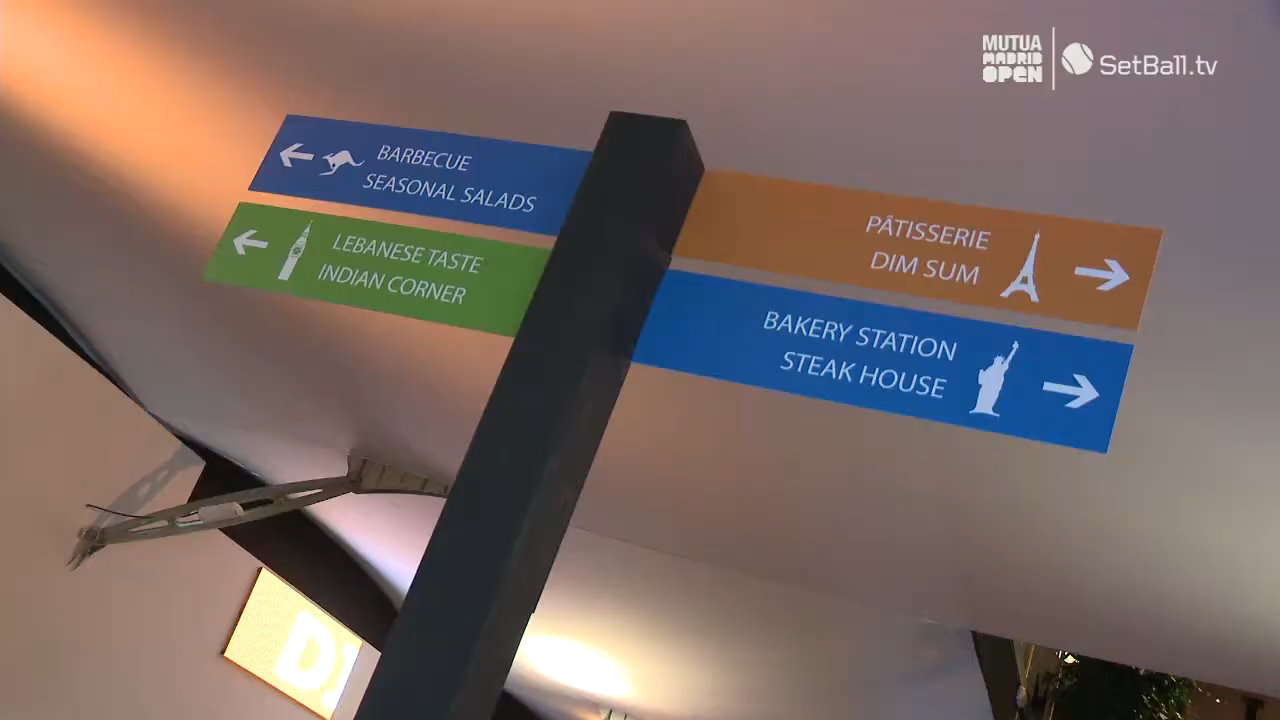 MUTUA
MADRID
OPEN
SetBall.tv
BARBECUE
SEASONAL SALADS
LEBANESE TASTE
INDIAN CORNER
PÂTISSERIE
DIM SUM
BAKERY STATION
STEAK HOUSE